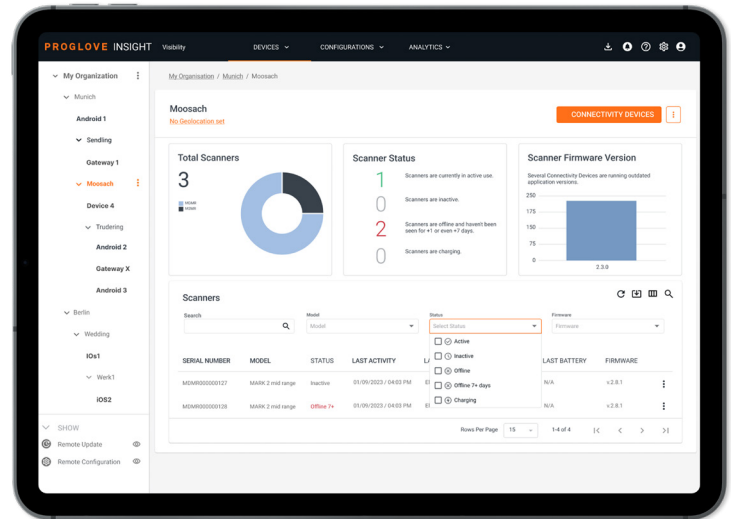 PROGLOVE INSIGHT
Visibility
DEVICES
CONFIGURATIONS
ANALYTICS
My Organization
Munich
Android 1
Sendling
Gateway 1
Moosach
Device 4
Trudering
Android 2
Gateway X
Android 3
Berlin
Wedding
IOs1
Werk1
iOS2
SHOW
Remote Update
Remote Configuration
My Organisation / Munich / Moosach
Moosach
No Geolocation set
CONNECTIVITY DEVICES
Total Scanners
3
MDMR
Scanner Status
1 Scanners are currently in active use.
0 Scanners are inactive.
2 Scanners are offline and haven't been
seen for +1 or even +7 days.
0 Scanners are charging.
Scanner Firmware Version
Several Connectivity Devices are running outdated
application versions.
250
175
150
75
0
2.3.0
Scanners
Search
Model
Model
Status
Select Status
Firmware
Firmware
Active
Inactive
Offline
Offline 7+ days
Charging
SERIAL NUMBER MODEL STATUS LAST ACTIVITY LAST BATTERY FIRMWARE
MDMR000000127 MARK 2 mid range Inactive 01/09/2023 / 04:03 PM N/A v.2.8.1
MDMR000000128 MARK 2 mid range Offline 7+ 01/09/2023 / 04:03 PM N/A v.2.8.1
Rows Per Page 15 1-4 of 4